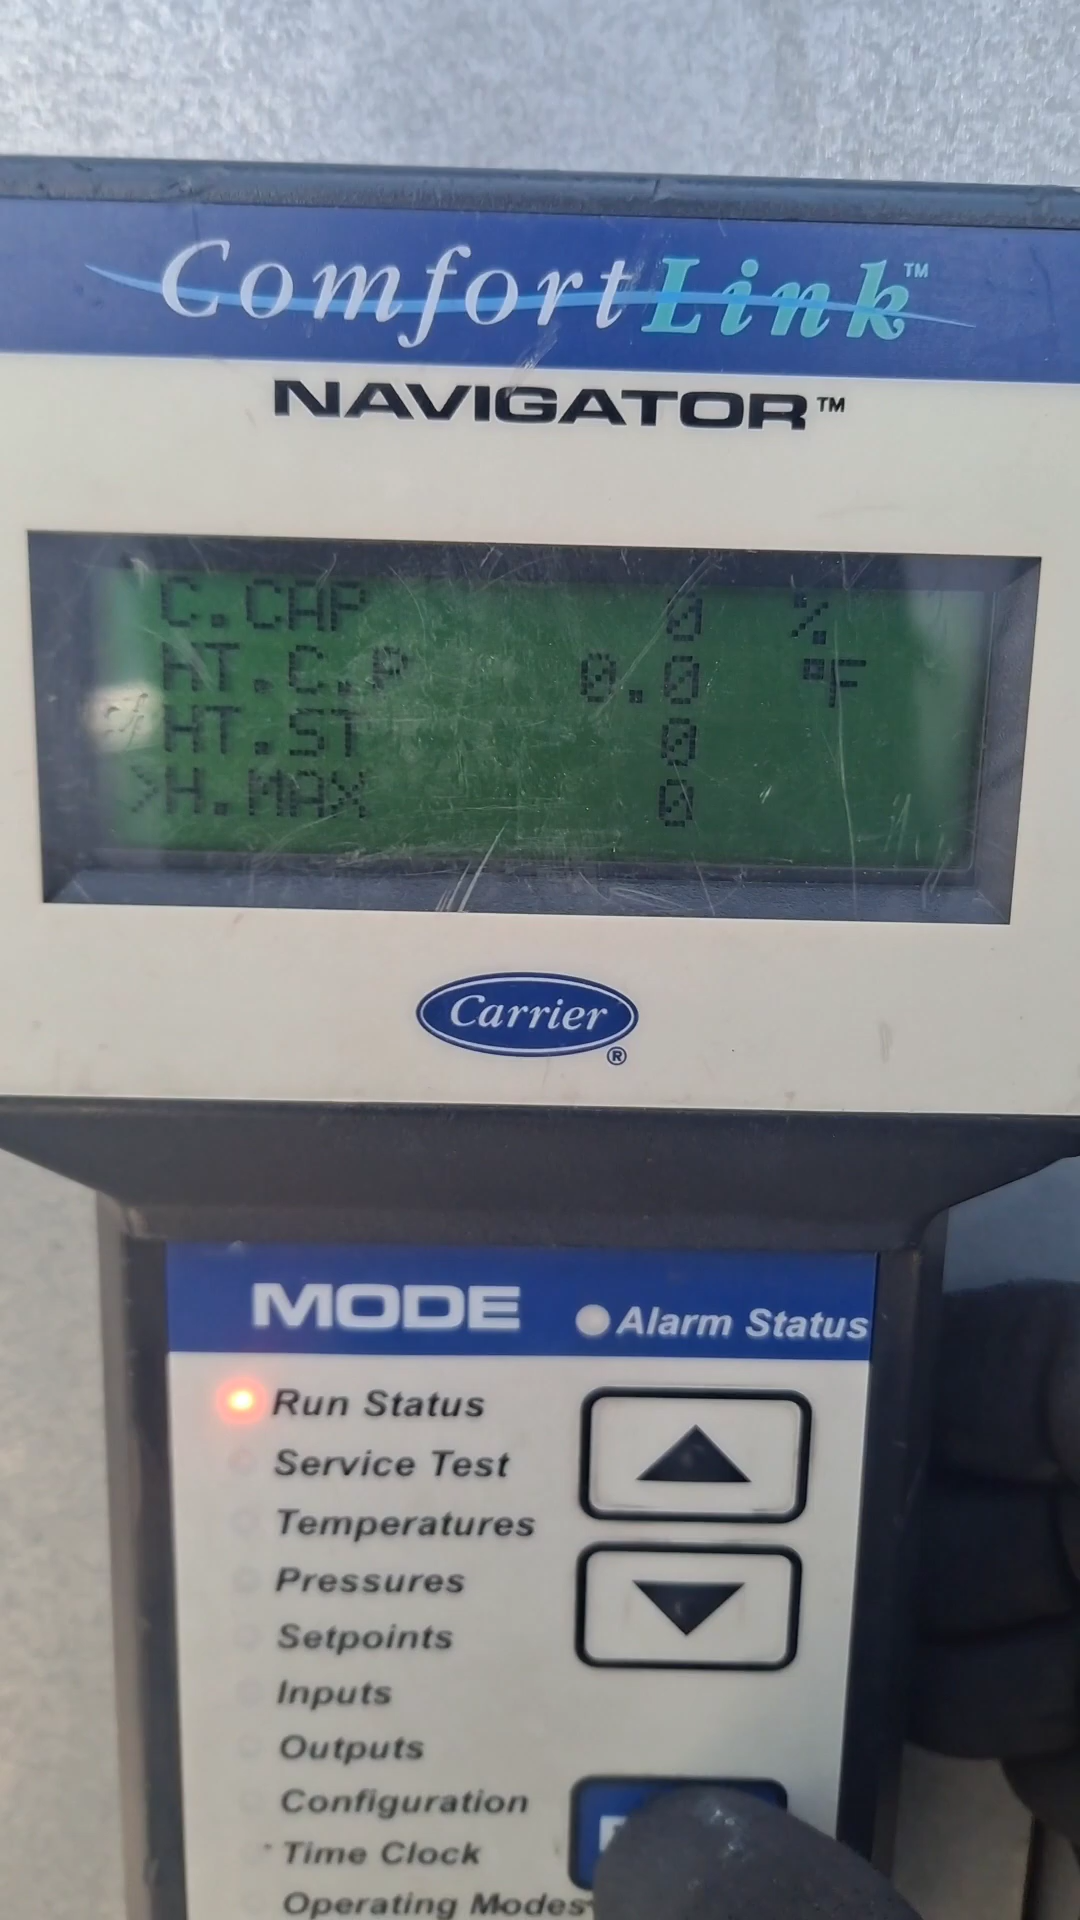 ComfortLink™
NAVIGATOR™
C.CAP 0 %
HT.C.P 0.0 °F
HT.ST 0
>H.MAX 0
Carrier®
MODE
Alarm Status
Run Status
Service Test
Temperatures
Pressures
Setpoints
Inputs
Outputs
Configuration
Time Clock
Operating Modes